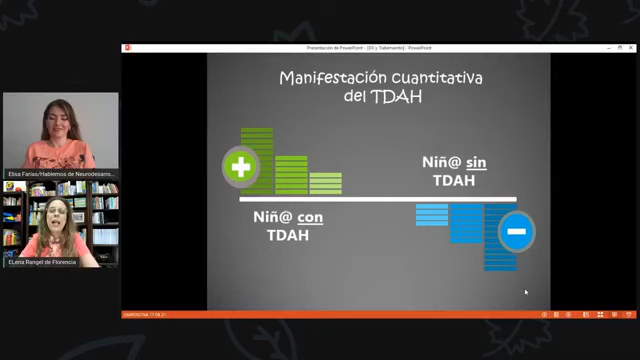 Presentación de PowerPoint - [DX y Tratamiento] - PowerPoint
Manifestación cuantitativa
del TDAH
Niñ@ sin
TDAH
Niñ@ con
TDAH
Elisa Farias/Hablemos de Neurodesarro...
ELena Rangel de Florencia